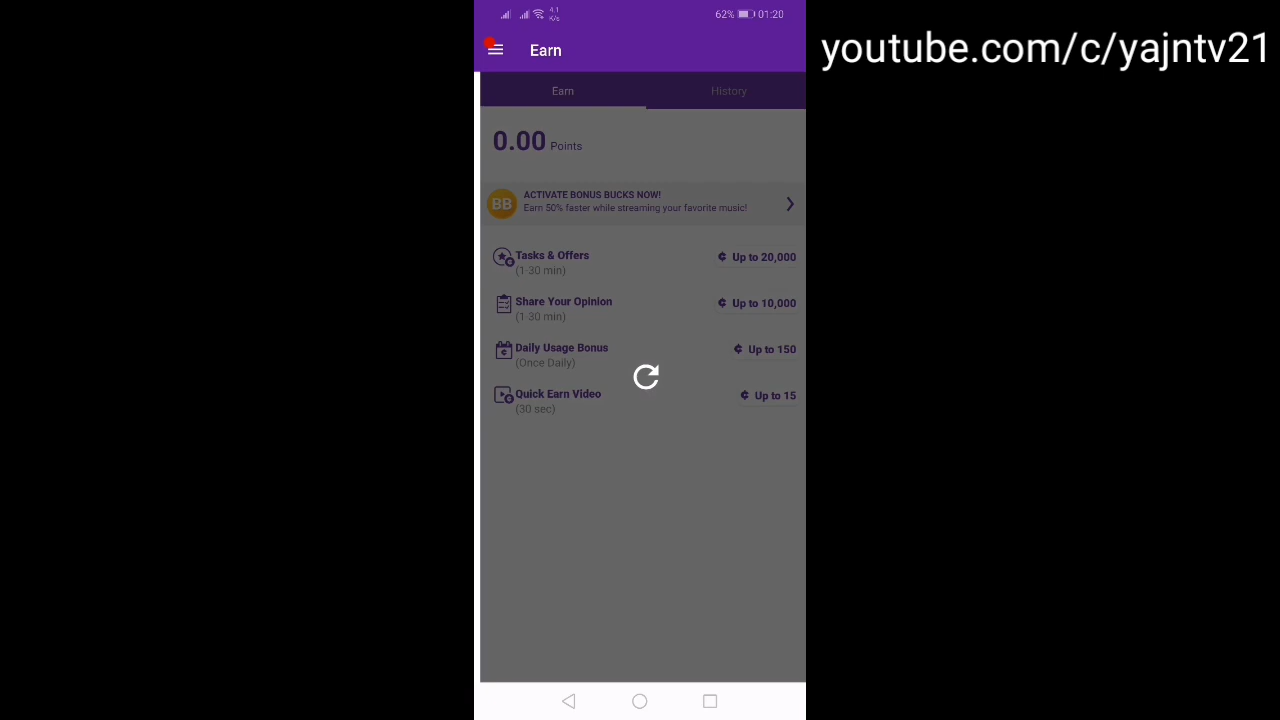 4.1
K/s
62%
01:20
Earn
youtube.com/c/yajntv21
Earn
History
0.00 Points
BB
ACTIVATE BONUS BUCKS NOW!
Earn 50% faster while streaming your favorite music!
Tasks & Offers
Up to 20,000
(1-30 min)
Share Your Opinion
Up to 10,000
(1-30 min)
Daily Usage Bonus
Up to 150
(Once Daily)
Quick Earn Video
Up to 15
(30 sec)